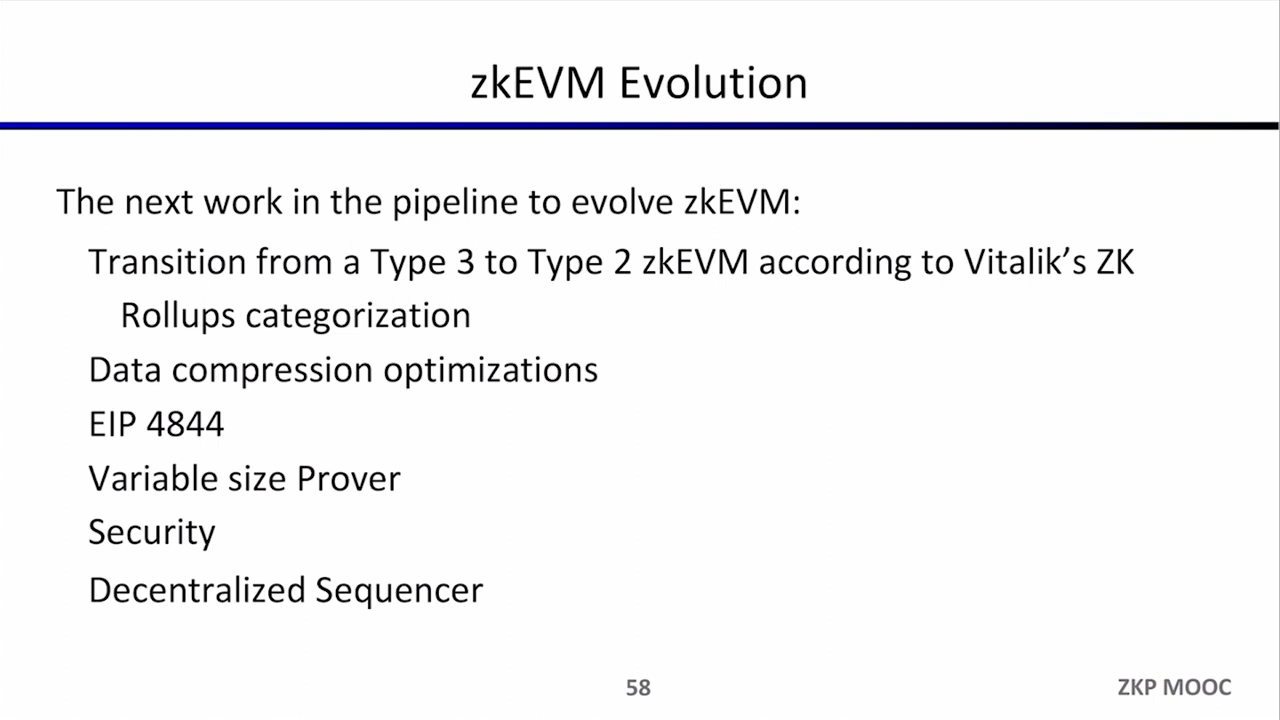 zkEVM Evolution
The next work in the pipeline to evolve zkEVM:
Transition from a Type 3 to Type 2 zkEVM according to Vitalik’s ZK
Rollups categorization
Data compression optimizations
EIP 4844
Variable size Prover
Security
Decentralized Sequencer
58
ZKP MOOC